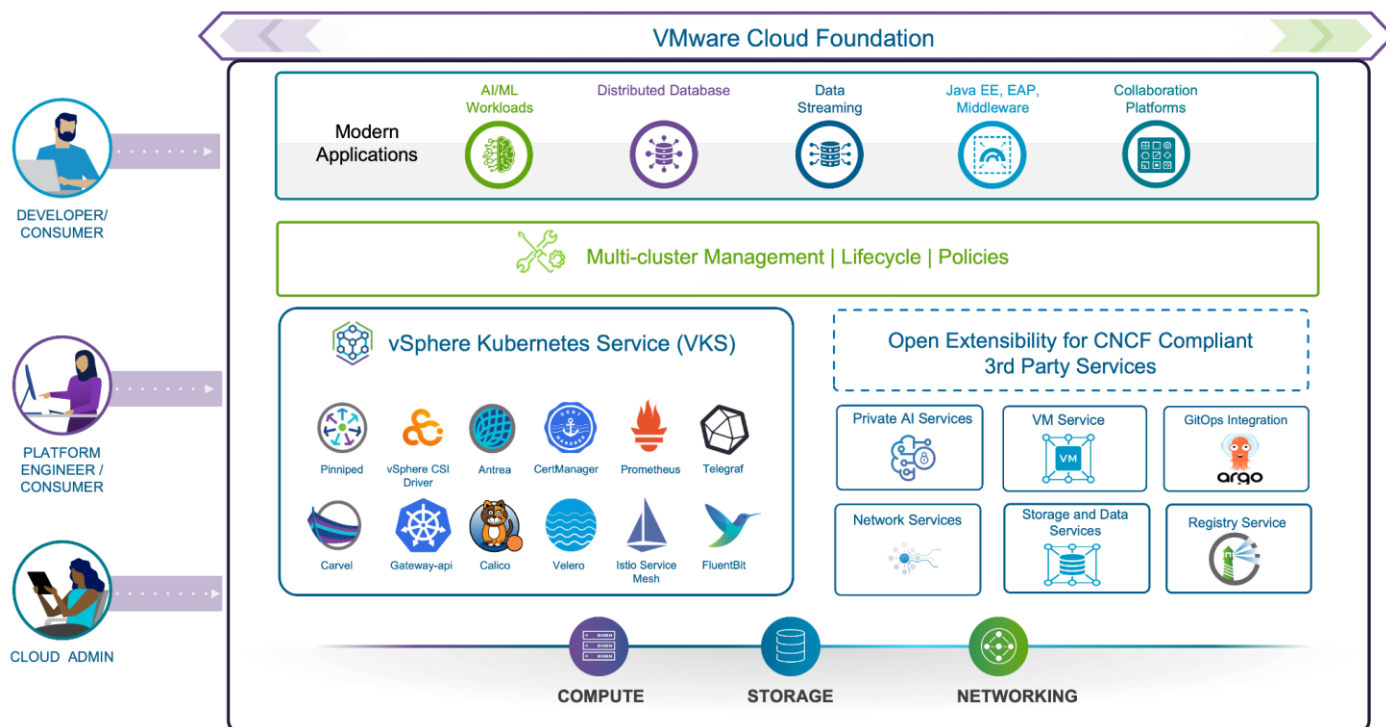 VMware Cloud Foundation
AI/ML
Workloads
Distributed Database
Data
Streaming
Java EE, EAP,
Middleware
Collaboration
Platforms
Modern
Applications
DEVELOPER/
CONSUMER
Multi-cluster Management | Lifecycle | Policies
vSphere Kubernetes Service (VKS)
Pinniped
vSphere CSI
Driver
Antrea
CERT
MANAGER
CertManager
Prometheus
Telegraf
Carvel
Gateway-api
Calico
Velero
Istio Service
Mesh
FluentBit
Open Extensibility for CNCF Compliant
3rd Party Services
Private AI Services
VM Service
VM
GitOps Integration
argo
Network Services
Storage and Data
Services
Registry Service
PLATFORM
ENGINEER /
CONSUMER
CLOUD ADMIN
COMPUTE
STORAGE
NETWORKING